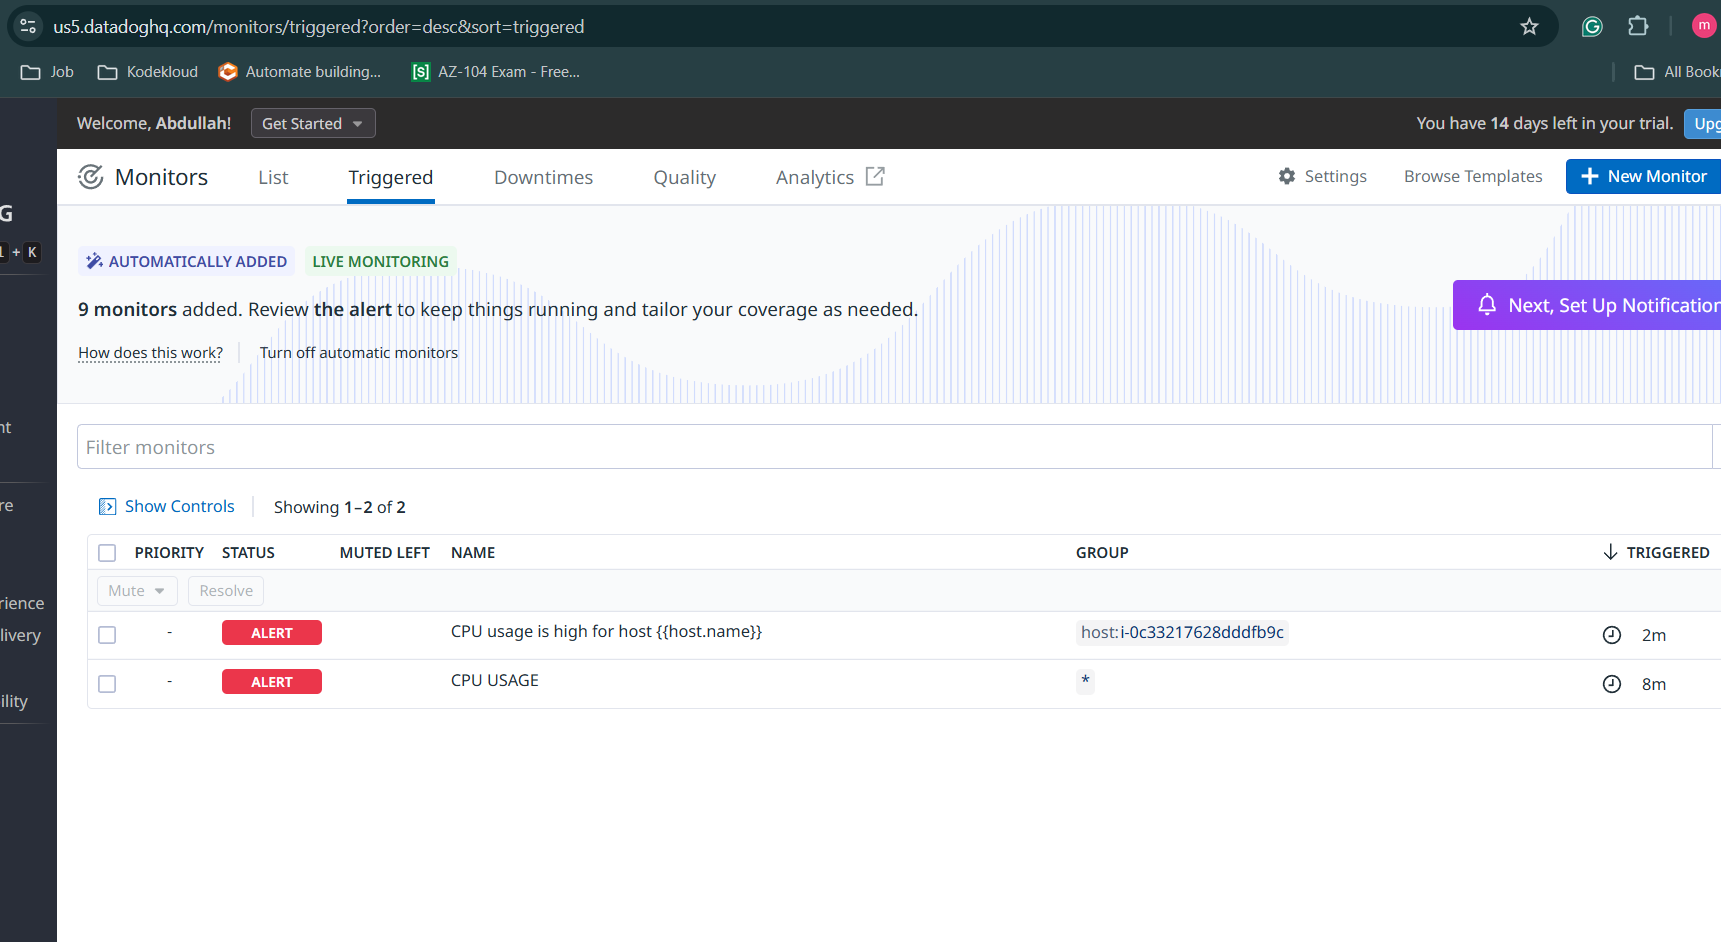 us5.datadoghq.com/monitors/triggered?order=desc&sort=triggered
m
Job Kodekloud Automate building... [s] AZ-104 Exam - Free... All Book
Welcome, Abdullah! Get Started You have 14 days left in your trial. Upg
Monitors List Triggered Downtimes Quality Analytics Settings Browse Templates + New Monitor
G
+ K
AUTOMATICALLY ADDED LIVE MONITORING
9 monitors added. Review the alert to keep things running and tailor your coverage as needed.
Next, Set Up Notification
How does this work? Turn off automatic monitors
nt
Filter monitors
re
Show Controls Showing 1–2 of 2
PRIORITY STATUS MUTED LEFT NAME GROUP TRIGGERED
Mute Resolve
rience
- ALERT CPU usage is high for host {{host.name}} host:i-0c33217628dddfb9c 2m
livery
- ALERT CPU USAGE * 8m
ility